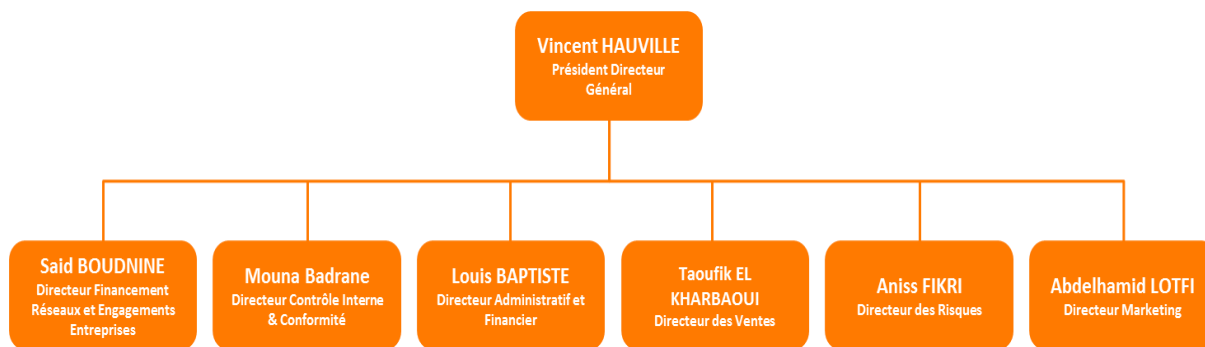 Vincent HAUVILLE
Président Directeur
Général
Said BOUDNINE
Directeur Financement
Réseaux et Engagements
Entreprises
Mouna Badrane
Directeur Contrôle Interne
& Conformité
Louis BAPTISTE
Directeur Administratif et
Financier
Taoufik EL
KHARBAOUI
Directeur des Ventes
Aniss FIKRI
Directeur des Risques
Abdelhamid LOTFI
Directeur Marketing